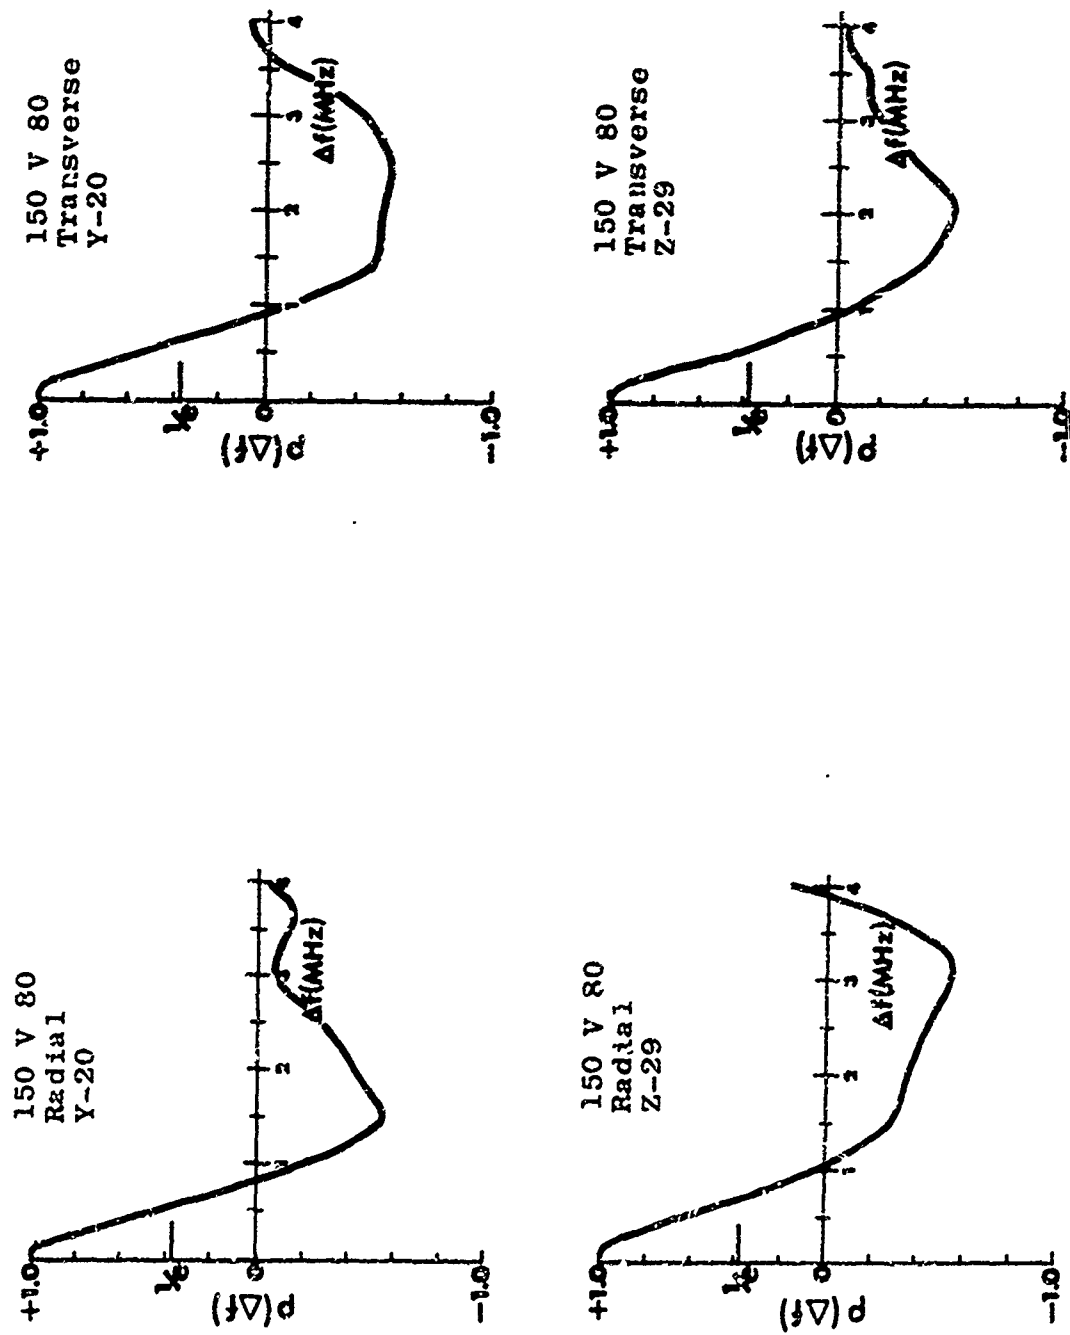 150 V 80
Radial
Y-20
+1.0
1/e
0
-1.0
ρ(Δf)
1
2
3
4
Δf(MHz)
150 V 80
Transverse
Y-20
+1.0
1/e
0
-1.0
ρ(Δf)
1
2
3
4
Δf(MHz)
150 V 80
Radial
Z-29
+1.0
1/e
0
-1.0
ρ(Δf)
1
2
3
4
Δf(MHz)
150 V 80
Transverse
Z-29
+1.0
1/e
0
-1.0
ρ(Δf)
1
2
3
4
Δf(MHz)